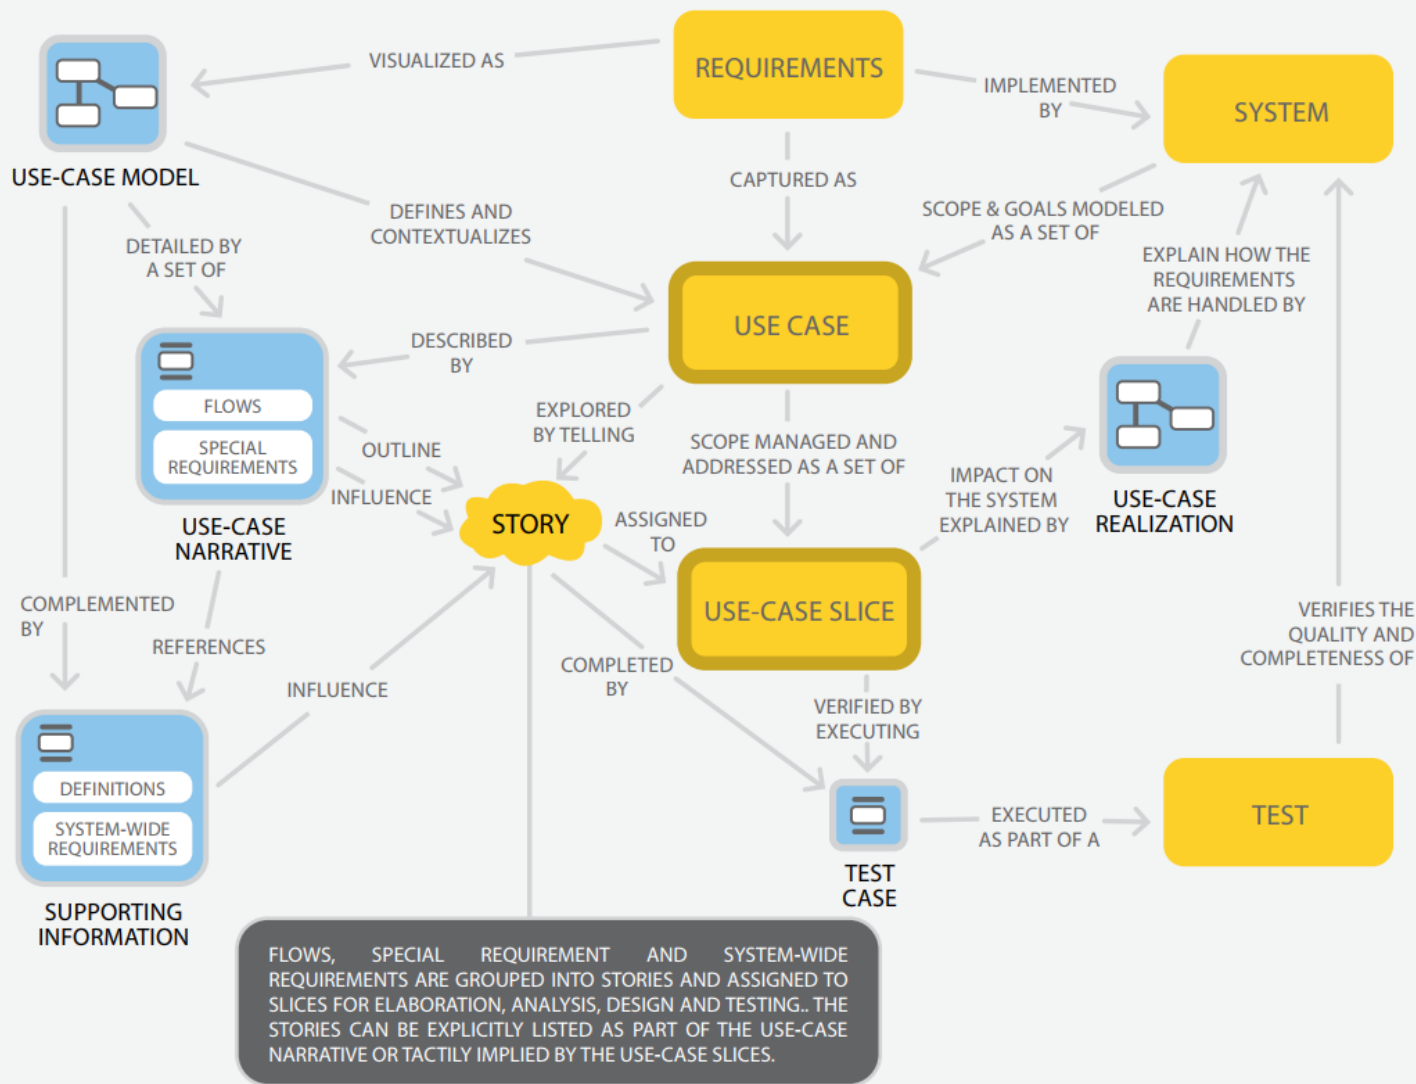 VISUALIZED AS
REQUIREMENTS
IMPLEMENTED
BY
SYSTEM
USE-CASE MODEL
CAPTURED AS
DEFINES AND
CONTEXTUALIZES
SCOPE & GOALS MODELED
AS A SET OF
DETAILED BY
A SET OF
EXPLAIN HOW THE
REQUIREMENTS
ARE HANDLED BY
USE CASE
DESCRIBED
BY
FLOWS
SPECIAL
REQUIREMENTS
EXPLORED
BY TELLING
OUTLINE
SCOPE MANAGED AND
ADDRESSED AS A SET OF
INFLUENCE
IMPACT ON
THE SYSTEM
EXPLAINED BY
USE-CASE
REALIZATION
USE-CASE
NARRATIVE
STORY
ASSIGNED
TO
USE-CASE SLICE
COMPLEMENTED
BY
REFERENCES
VERIFIES THE
QUALITY AND
COMPLETENESS OF
INFLUENCE
COMPLETED
BY
VERIFIED BY
EXECUTING
DEFINITIONS
SYSTEM-WIDE
REQUIREMENTS
SUPPORTING
INFORMATION
TEST
CASE
EXECUTED
AS PART OF A
TEST
FLOWS, SPECIAL REQUIREMENT AND SYSTEM-WIDE
REQUIREMENTS ARE GROUPED INTO STORIES AND ASSIGNED TO
SLICES FOR ELABORATION, ANALYSIS, DESIGN AND TESTING.. THE
STORIES CAN BE EXPLICITLY LISTED AS PART OF THE USE-CASE
NARRATIVE OR TACTILY IMPLIED BY THE USE-CASE SLICES.